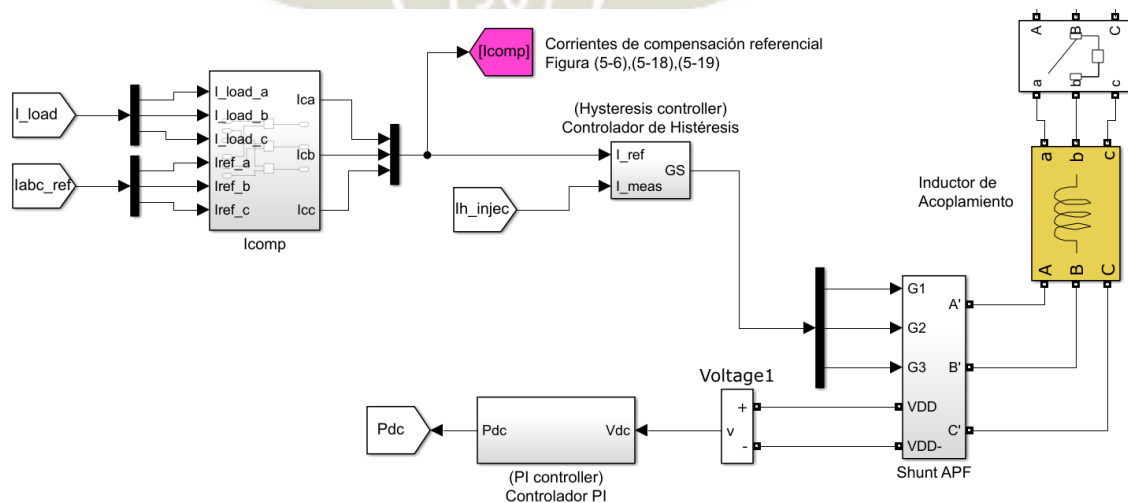 1967
A B C
[Icomp]
Corrientes de compensación referencial
Figura (5-6),(5-18),(5-19)
a b c
I_load
I_load_a
I_load_b
I_load_c
Iref_a
Iref_b
Iref_c
Ica
Icb
Icc
Icomp
Iabc_ref
(Hysteresis controller)
Controlador de Histéresis
I_ref
I_meas
GS
Ih_injec
a b c
Inductor de
Acoplamiento
A B C
G1
G2
G3
VDD
VDD-
A'
B'
C'
Shunt APF
Voltage1
+
v
-
Pdc
Pdc
Vdc
(PI controller)
Controlador PI